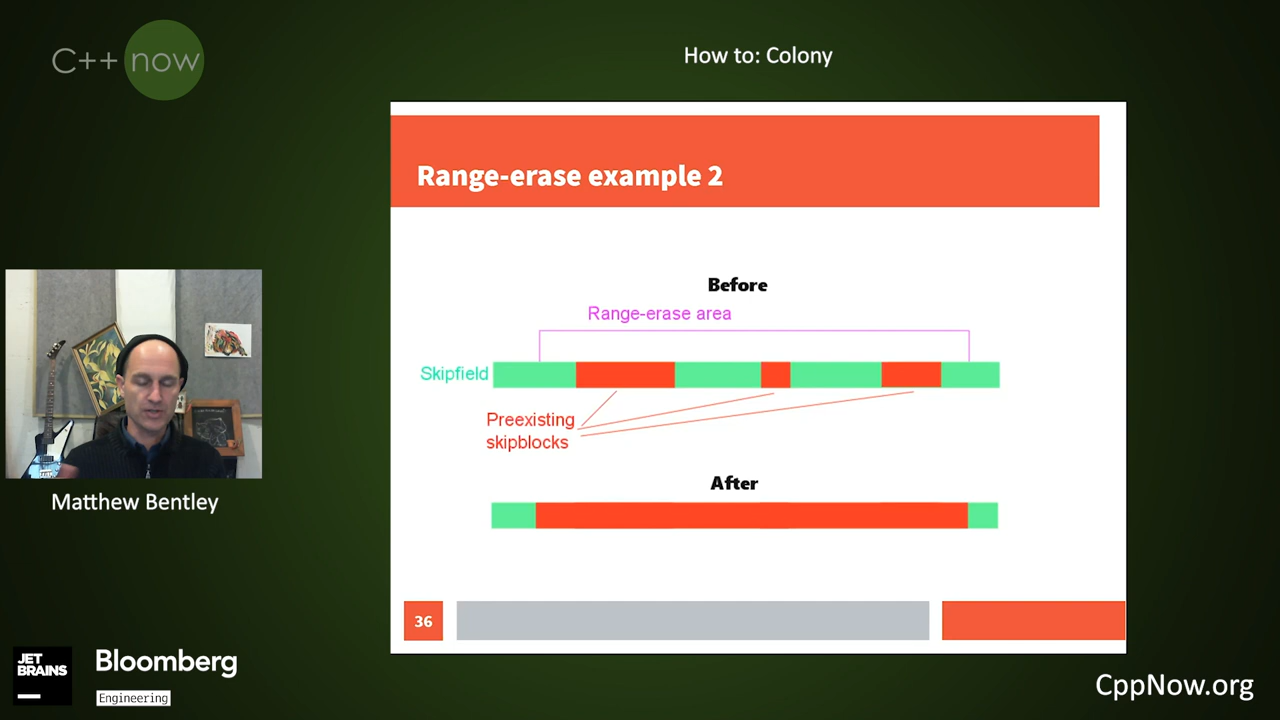 C++ now
How to: Colony
Range-erase example 2
Before
Range-erase area
Skipfield
Preexisting
skipblocks
After
36
Matthew Bentley
JET
BRAINS
Bloomberg
Engineering
CppNow.org